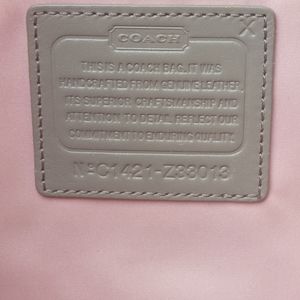 COACH
THIS IS A COACH BAG. IT WAS
HANDCRAFTED FROM GENUINE LEATHER.
ITS SUPERIOR CRAFTSMANSHIP AND
ATTENTION TO DETAIL REFLECT OUR
COMMITMENT TO ENDURING QUALITY.
Nº C1421-Z33013